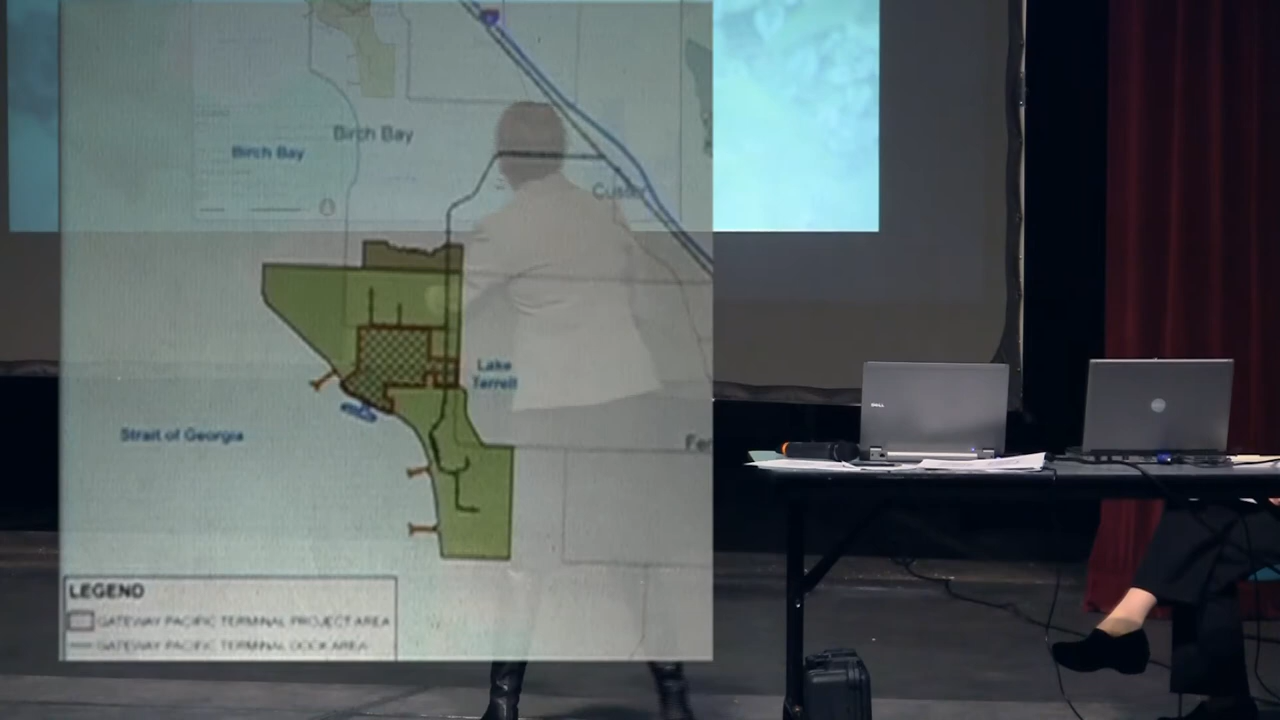 Birch Bay
Birch Bay
Lake
Terrell
Strait of Georgia
LEGEND
GATEWAY PACIFIC TERMINAL PROJECT AREA
GATEWAY PACIFIC TERMINAL DOCK AREA
DELL